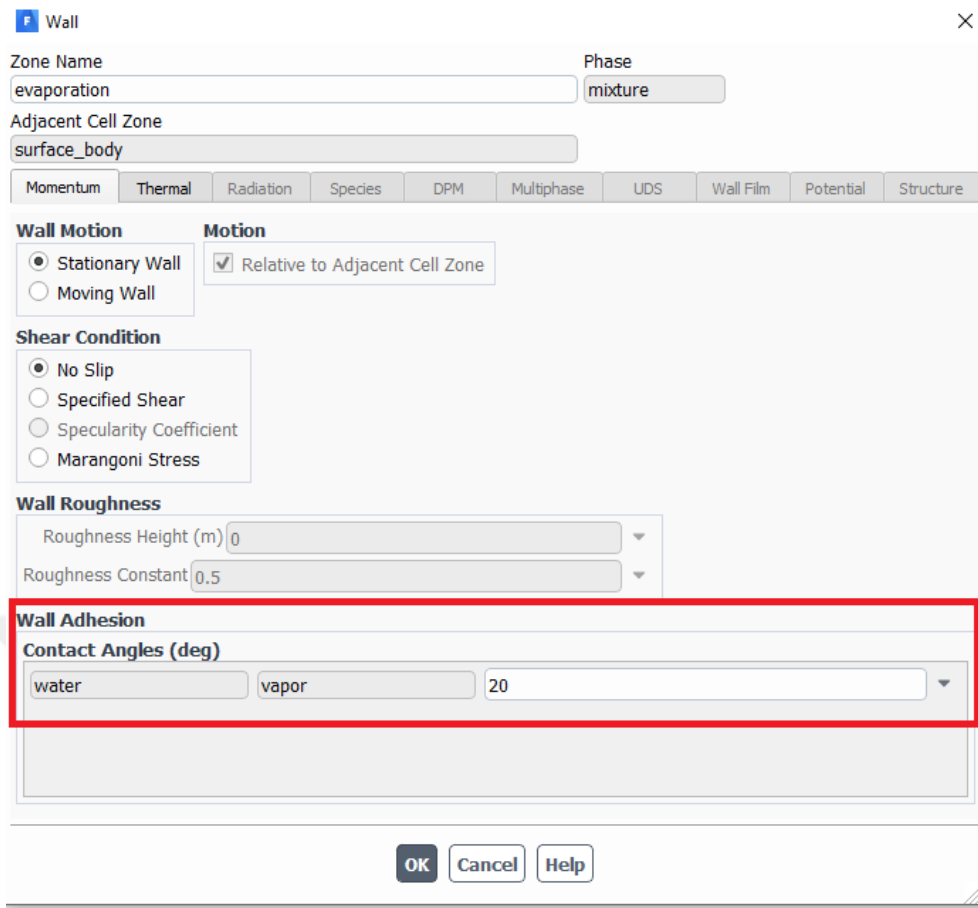 F Wall
Zone Name Phase
evaporation mixture
Adjacent Cell Zone
surface_body
Momentum Thermal Radiation Species DPM Multiphase UDS Wall Film Potential Structure
Wall Motion Motion
Stationary Wall Relative to Adjacent Cell Zone
Moving Wall
Shear Condition
No Slip
Specified Shear
Specularity Coefficient
Marangoni Stress
Wall Roughness
Roughness Height (m) 0
Roughness Constant 0.5
Wall Adhesion
Contact Angles (deg)
water vapor 20
OK Cancel Help